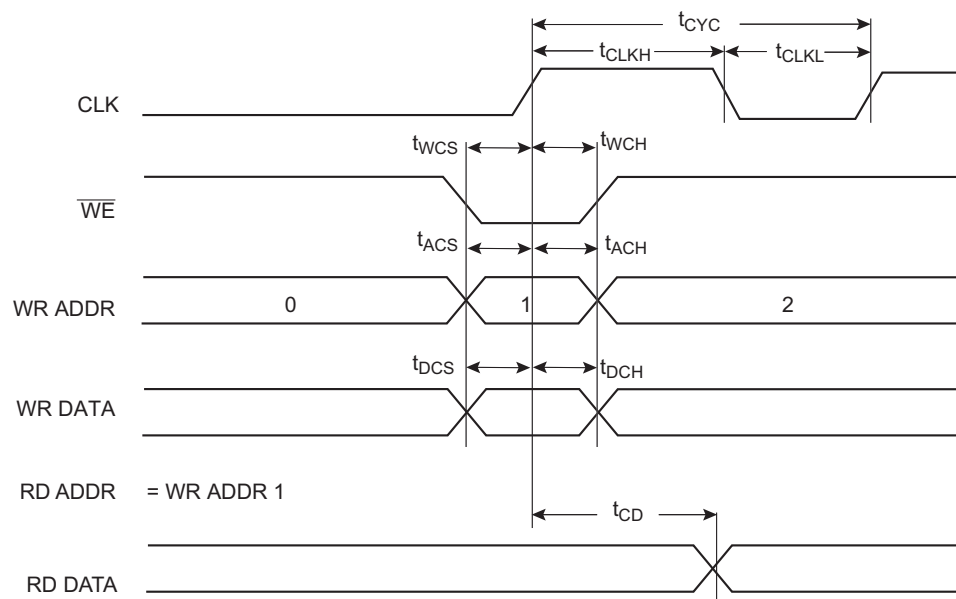 tCYC
tCLKH tCLKL
CLK
tWCS tWCH
WE
tACS tACH
WR ADDR 0 1 2
tDCS tDCH
WR DATA
RD ADDR = WR ADDR 1
tCD
RD DATA